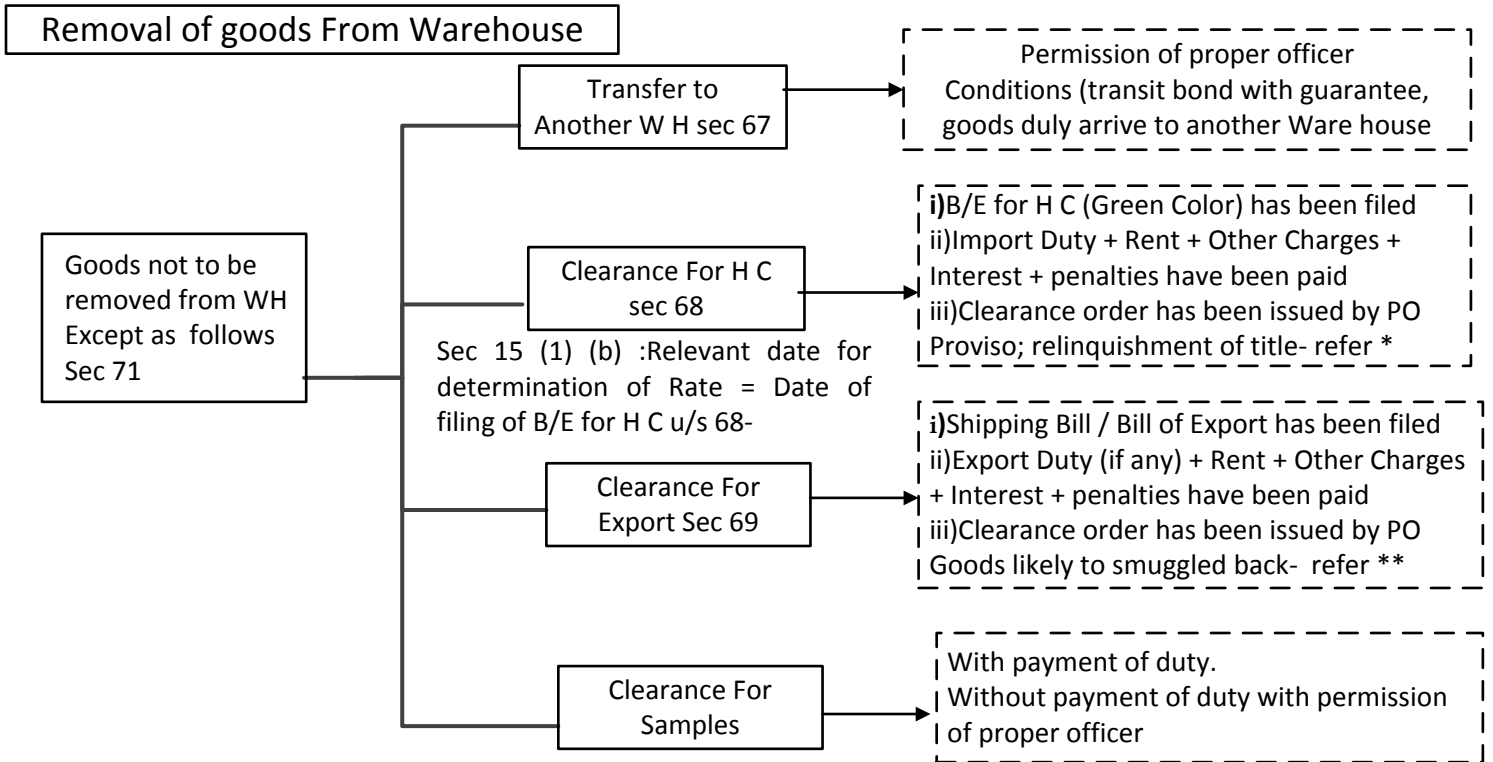 Removal of goods From Warehouse
Transfer to
Another W H sec 67
Permission of proper officer
Conditions (transit bond with guarantee,
goods duly arrive to another Ware house
Goods not to be
removed from WH
Except as follows
Sec 71
Clearance For H C
sec 68
i)B/E for H C (Green Color) has been filed
ii)Import Duty + Rent + Other Charges +
Interest + penalties have been paid
iii)Clearance order has been issued by PO
Proviso; relinquishment of title- refer *
Sec 15 (1) (b) :Relevant date for
determination of Rate = Date of
filing of B/E for H C u/s 68-
Clearance For
Export Sec 69
i)Shipping Bill / Bill of Export has been filed
ii)Export Duty (if any) + Rent + Other Charges
+ Interest + penalties have been paid
iii)Clearance order has been issued by PO
Goods likely to smuggled back- refer **
Clearance For
Samples
With payment of duty.
Without payment of duty with permission
of proper officer